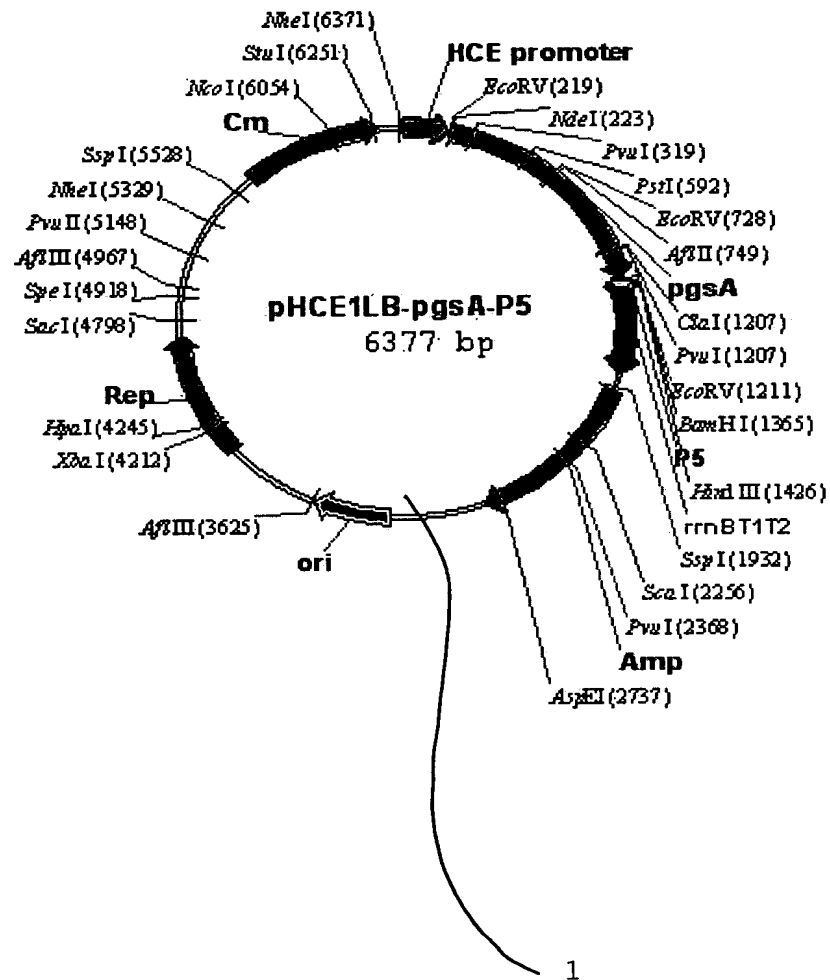 NheI(6371)
StuI(6251)
HCE promoter
NcoI(6054)
EcoRV(219)
NdeI(223)
Cm
PvuI(319)
SspI(5528)
PstI(592)
NheI(5329)
EcoRV(728)
PvuII(5148)
AflII(749)
AflIII(4967)
pgsA
SpeI(4918)
pHCE1LB-pgsA-P5
ClaI(1207)
SacI(4798)
6377 bp
PvuI(1207)
EcoRV(1211)
Rep
BamHI(1365)
HpaI(4245)
P5
XbaI(4212)
HindIII(1426)
AflIII(3625)
rrnBT1T2
ori
SspI(1932)
ScaI(2256)
PvuI(2368)
Amp
AspEI(2737)
1